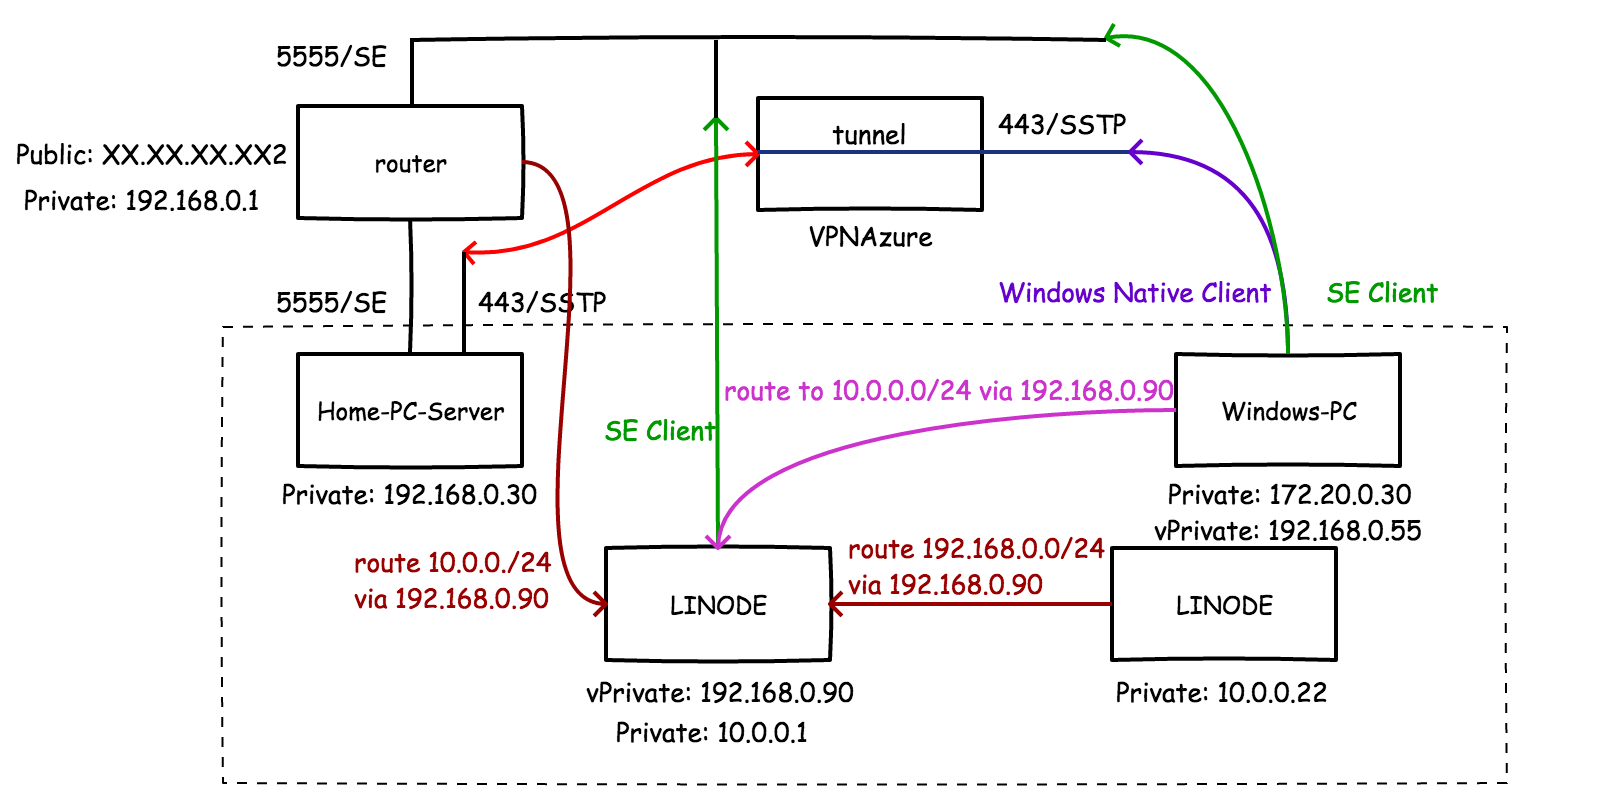 5555/SE
tunnel
443/SSTP
Public: XX.XX.XX.XX2
router
Private: 192.168.0.1
VPNAzure
5555/SE
443/SSTP
Windows Native Client
SE Client
Home-PC-Server
route to 10.0.0.0/24 via 192.168.0.90
Windows-PC
SE Client
Private: 192.168.0.30
Private: 172.20.0.30
vPrivate: 192.168.0.55
route 10.0.0./24
via 192.168.0.90
route 192.168.0.0/24
via 192.168.0.90
LINODE
LINODE
vPrivate: 192.168.0.90
Private: 10.0.0.1
Private: 10.0.0.22